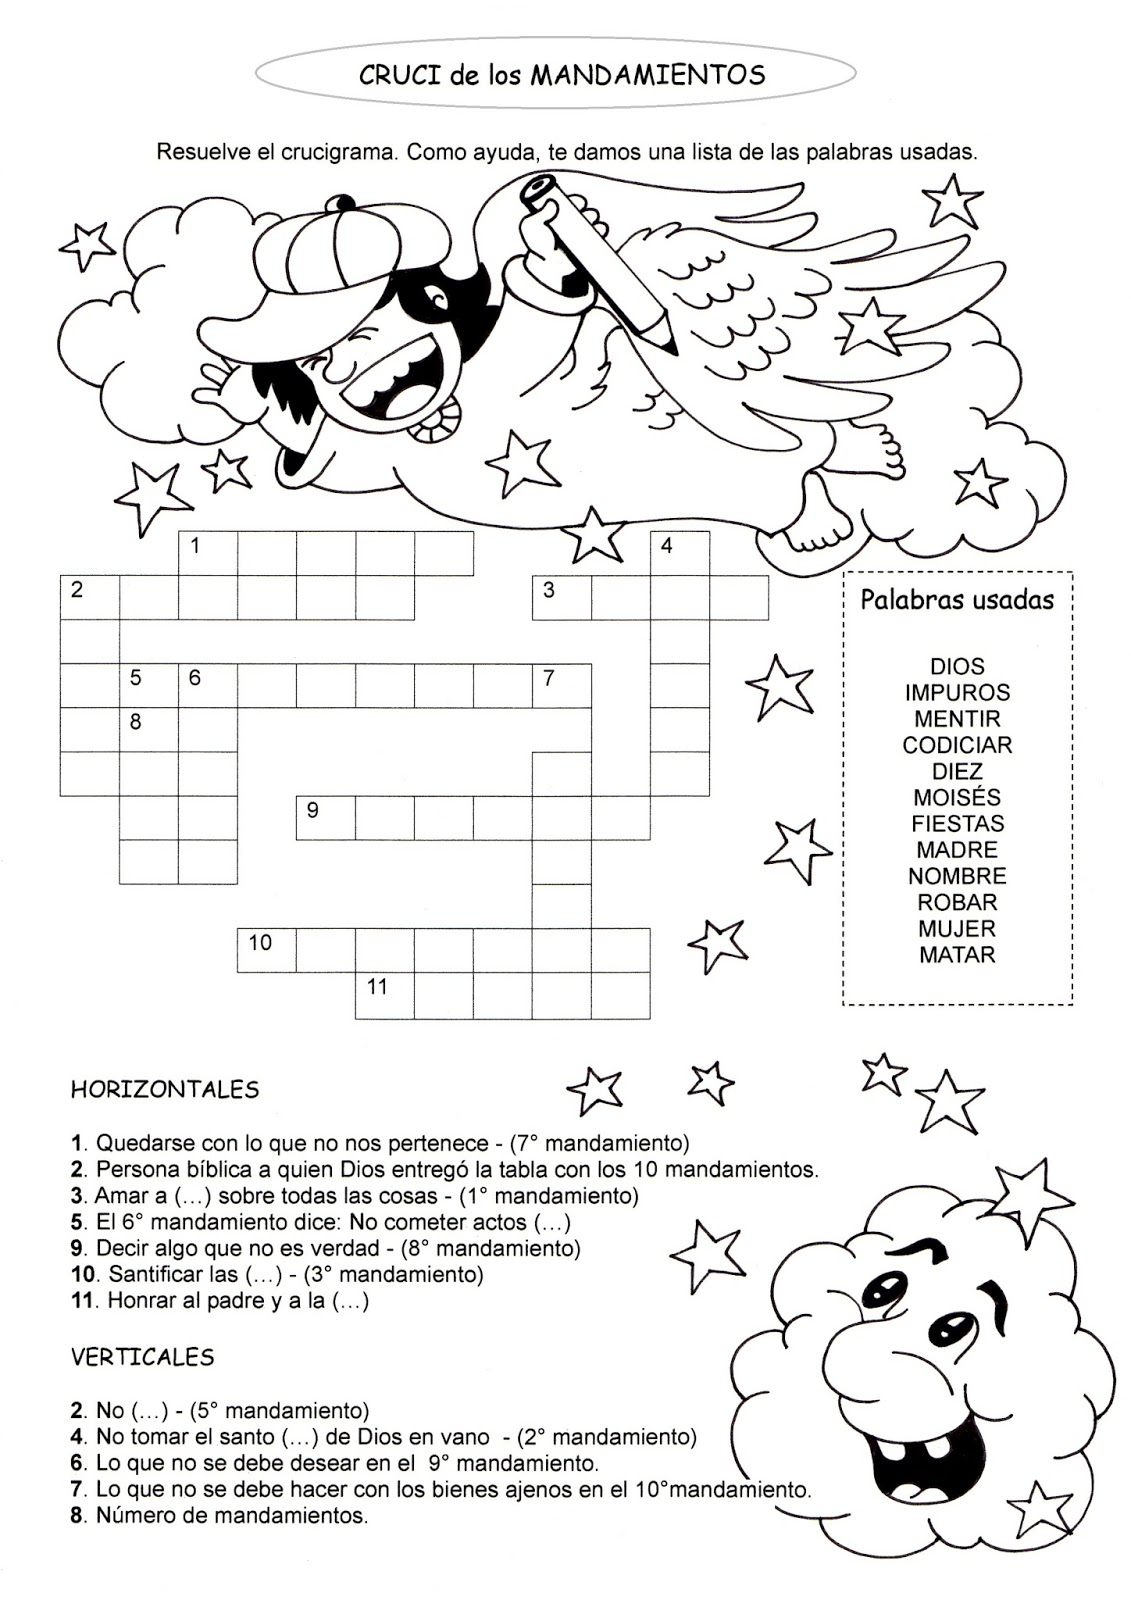 CRUCI de los MANDAMIENTOS
Resuelve el crucigrama. Como ayuda, te damos una lista de las palabras usadas.
1
4
2
3
5 6 7
8
9
10
11
Palabras usadas
DIOS
IMPUROS
MENTIR
CODICIAR
DIEZ
MOISÉS
FIESTAS
MADRE
NOMBRE
ROBAR
MUJER
MATAR
HORIZONTALES
1. Quedarse con lo que no nos pertenece - (7° mandamiento)
2. Persona bíblica a quien Dios entregó la tabla con los 10 mandamientos.
3. Amar a (...) sobre todas las cosas - (1° mandamiento)
5. El 6° mandamiento dice: No cometer actos (...)
9. Decir algo que no es verdad - (8° mandamiento)
10. Santificar las (...) - (3° mandamiento)
11. Honrar al padre y a la (...)
VERTICALES
2. No (...) - (5° mandamiento)
4. No tomar el santo (...) de Dios en vano - (2° mandamiento)
6. Lo que no se debe desear en el 9° mandamiento.
7. Lo que no se debe hacer con los bienes ajenos en el 10°mandamiento.
8. Número de mandamientos.